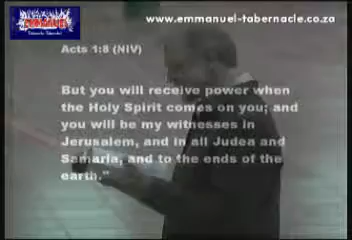 www.emmanuel-tabernacle.co.za
EMMANUEL
Acts 1:8 (NIV)
But you will receive power when
the Holy Spirit comes on you; and
you will be my witnesses in
Jerusalem, and in all Judea and
Samaria, and to the ends of the
earth."